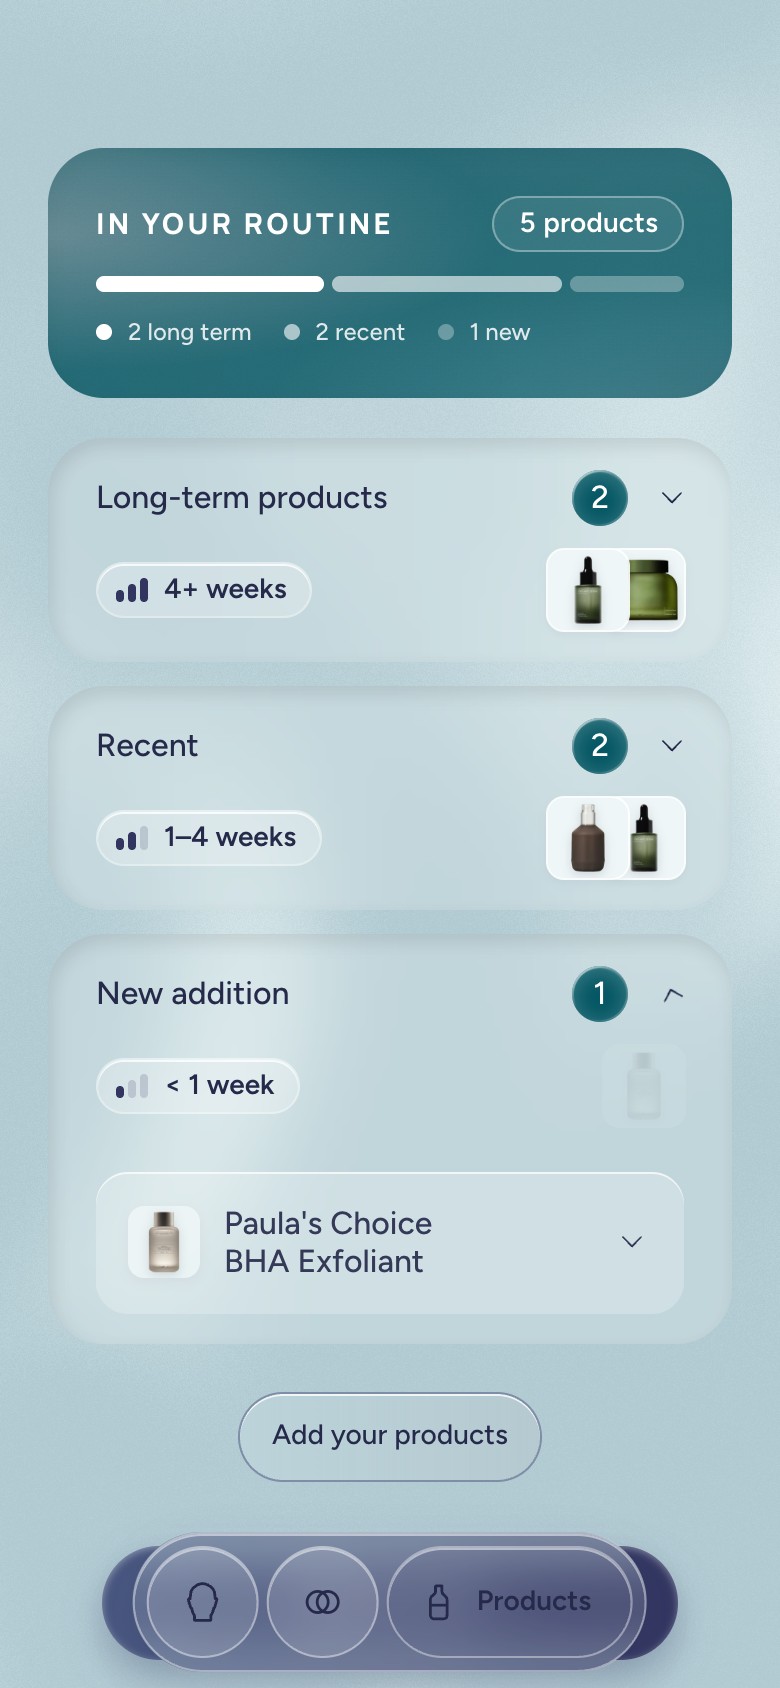 IN YOUR ROUTINE
5 products
2 long term
2 recent
1 new
Long-term products
2
4+ weeks
Recent
2
1–4 weeks
New addition
1
< 1 week
Paula's Choice
BHA Exfoliant
Add your products
Products